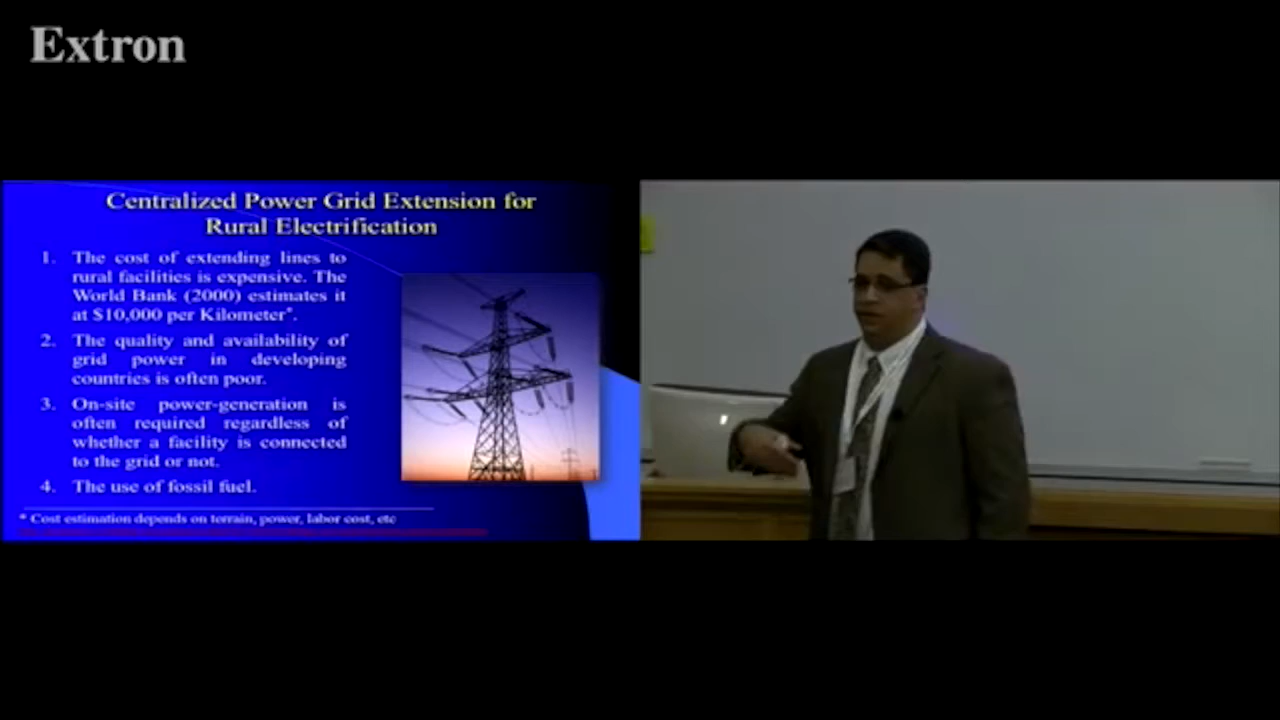 Extron
Centralized Power Grid Extension for
Rural Electrification
1. The cost of extending lines to
rural facilities is expensive. The
World Bank (2000) estimates it
at $10,000 per Kilometer*.
2. The quality and availability of
grid power in developing
countries is often poor.
3. On-site power-generation is
often required regardless of
whether a facility is connected
to the grid or not.
4. The use of fossil fuel.
* Cost estimation depends on terrain, power, labor cost, etc